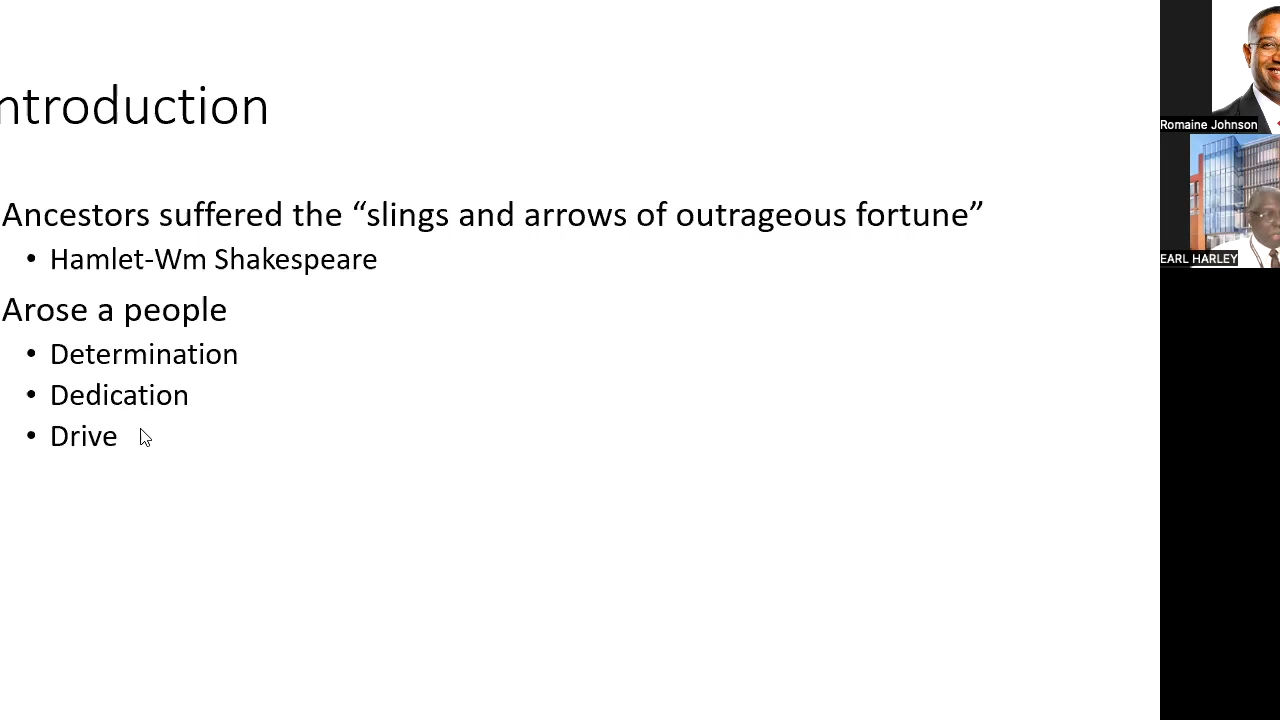 ntroduction
Ancestors suffered the “slings and arrows of outrageous fortune”
• Hamlet-Wm Shakespeare
Arose a people
• Determination
• Dedication
• Drive
Romaine Johnson
EARL HARLEY